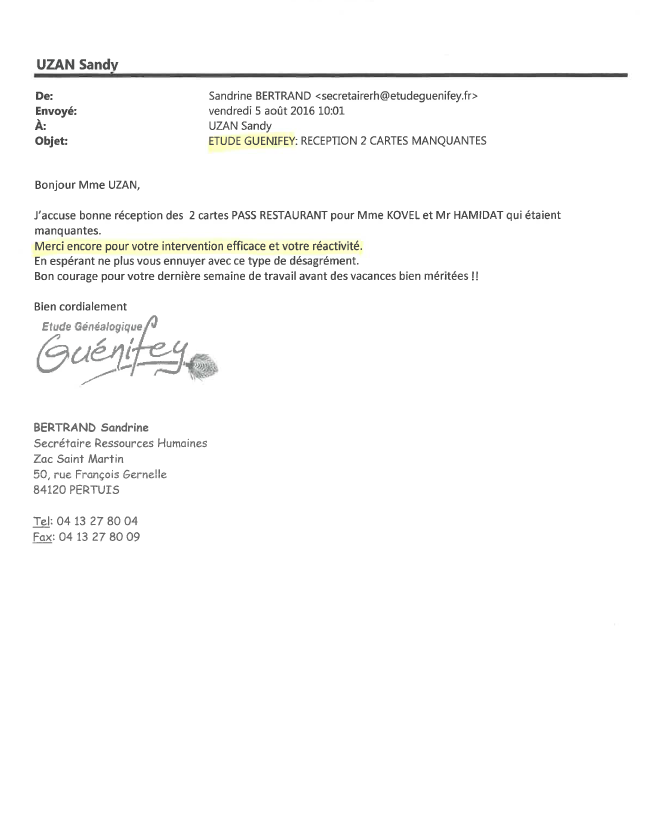 UZAN Sandy
De: Sandrine BERTRAND <secretairerh@etudeguenifey.fr>
Envoyé: vendredi 5 août 2016 10:01
À: UZAN Sandy
Objet: ETUDE GUENIFEY: RECEPTION 2 CARTES MANQUANTES
Bonjour Mme UZAN,
J'accuse bonne réception des  2 cartes PASS RESTAURANT pour Mme KOVEL et Mr HAMIDAT qui étaient
manquantes.
Merci encore pour votre intervention efficace et votre réactivité.
En espérant ne plus vous ennuyer avec ce type de désagrément.
Bon courage pour votre dernière semaine de travail avant des vacances bien méritées !!
Bien cordialement
Etude Généalogique
Guénifey
BERTRAND Sandrine
Secrétaire Ressources Humaines
Zac Saint Martin
50, rue François Gernelle
84120 PERTUIS
Tel: 04 13 27 80 04
Fax: 04 13 27 80 09